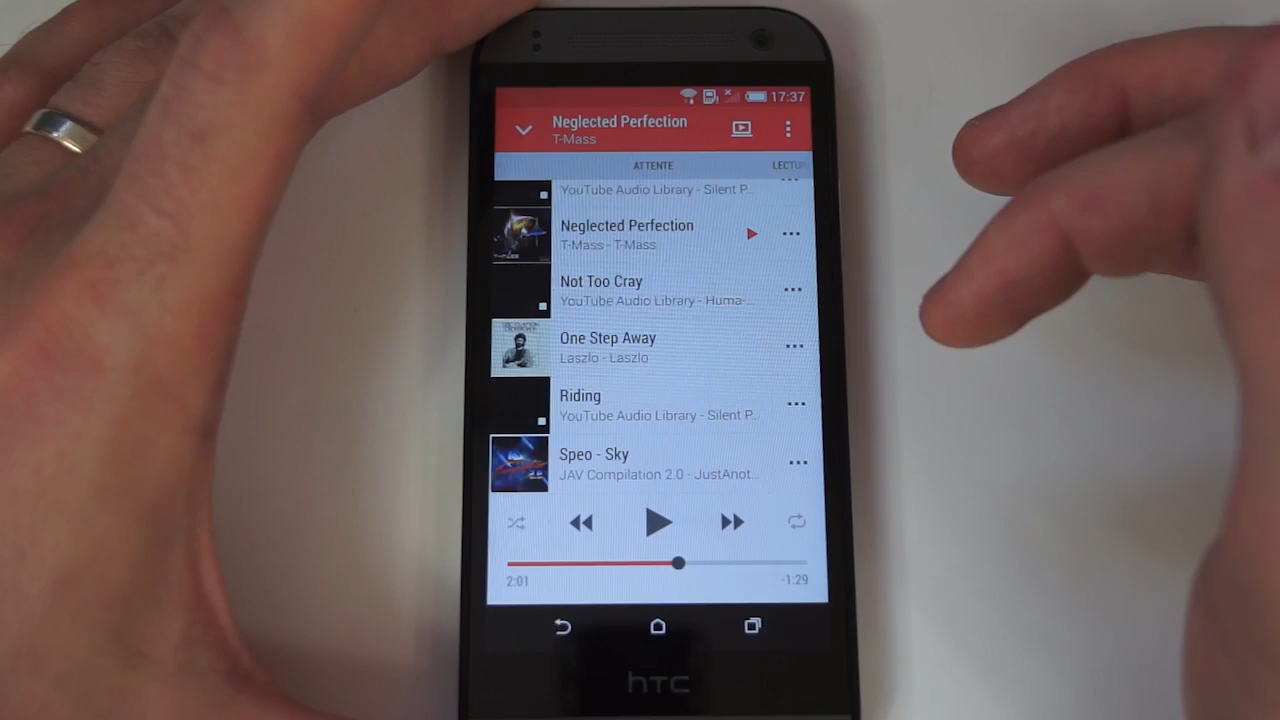 17:37
Neglected Perfection
T-Mass
ATTENTE
LECTU
YouTube Audio Library - Silent P...
Neglected Perfection
T-Mass - T-Mass
Not Too Cray
YouTube Audio Library - Huma-...
One Step Away
Laszlo - Laszlo
Riding
YouTube Audio Library - Silent P...
Speo - Sky
JAV Compilation 2.0 - JustAnot...
2:01
-1:29
hTC